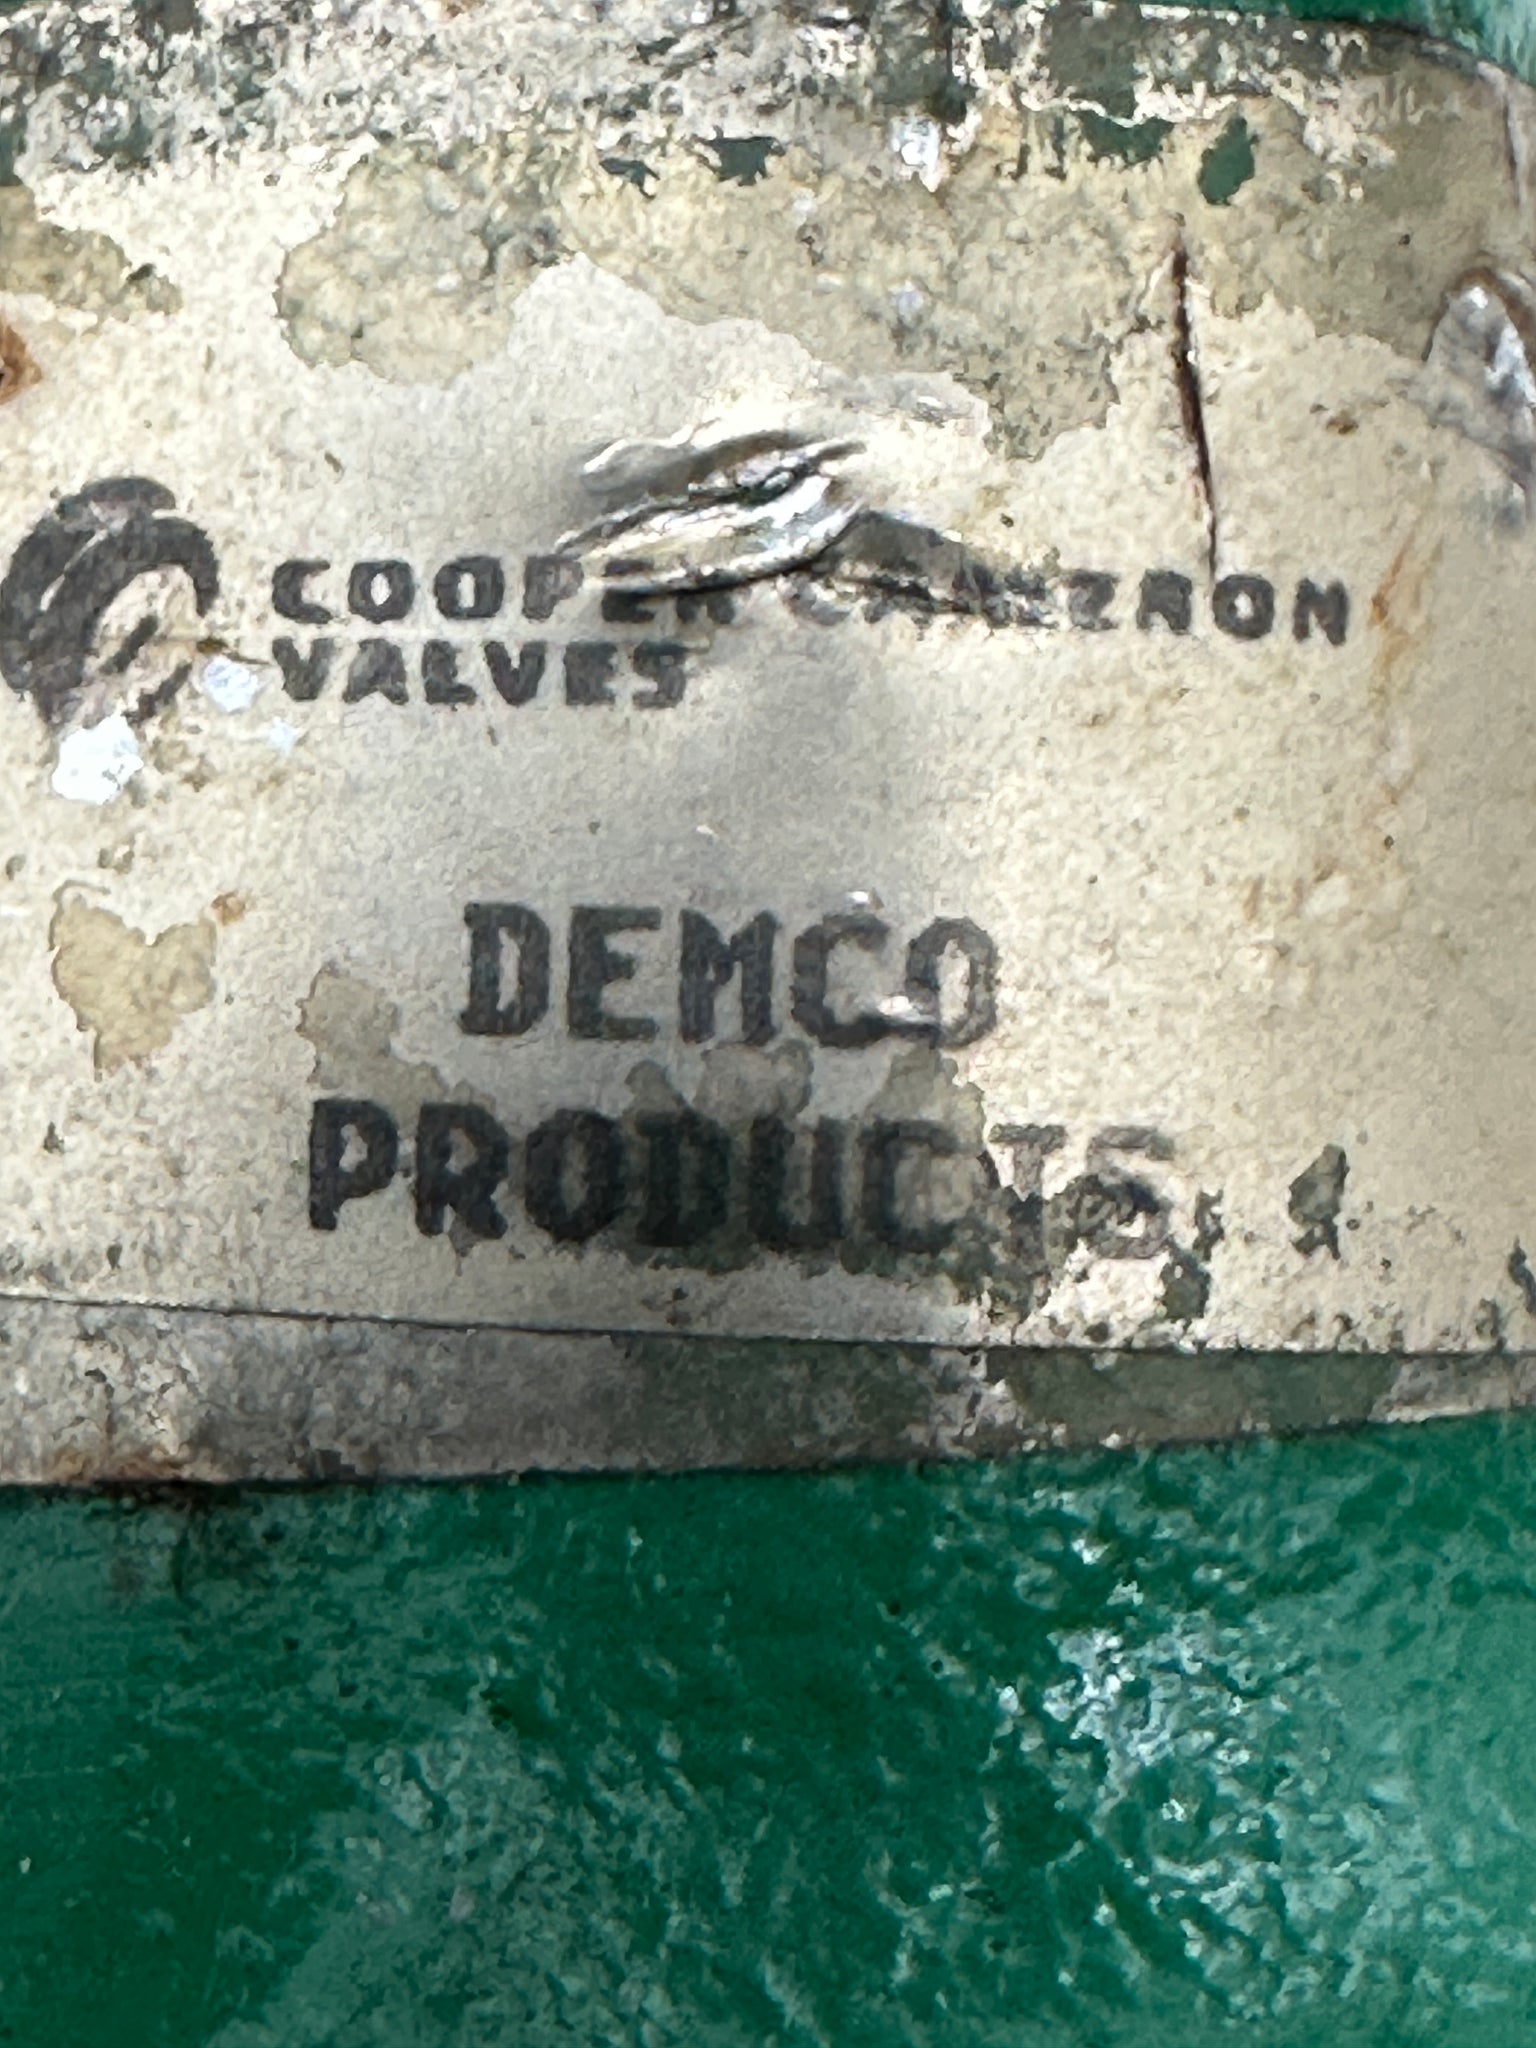 COOPER CAMERON
VALVES
DEMCO
PRODUCTS